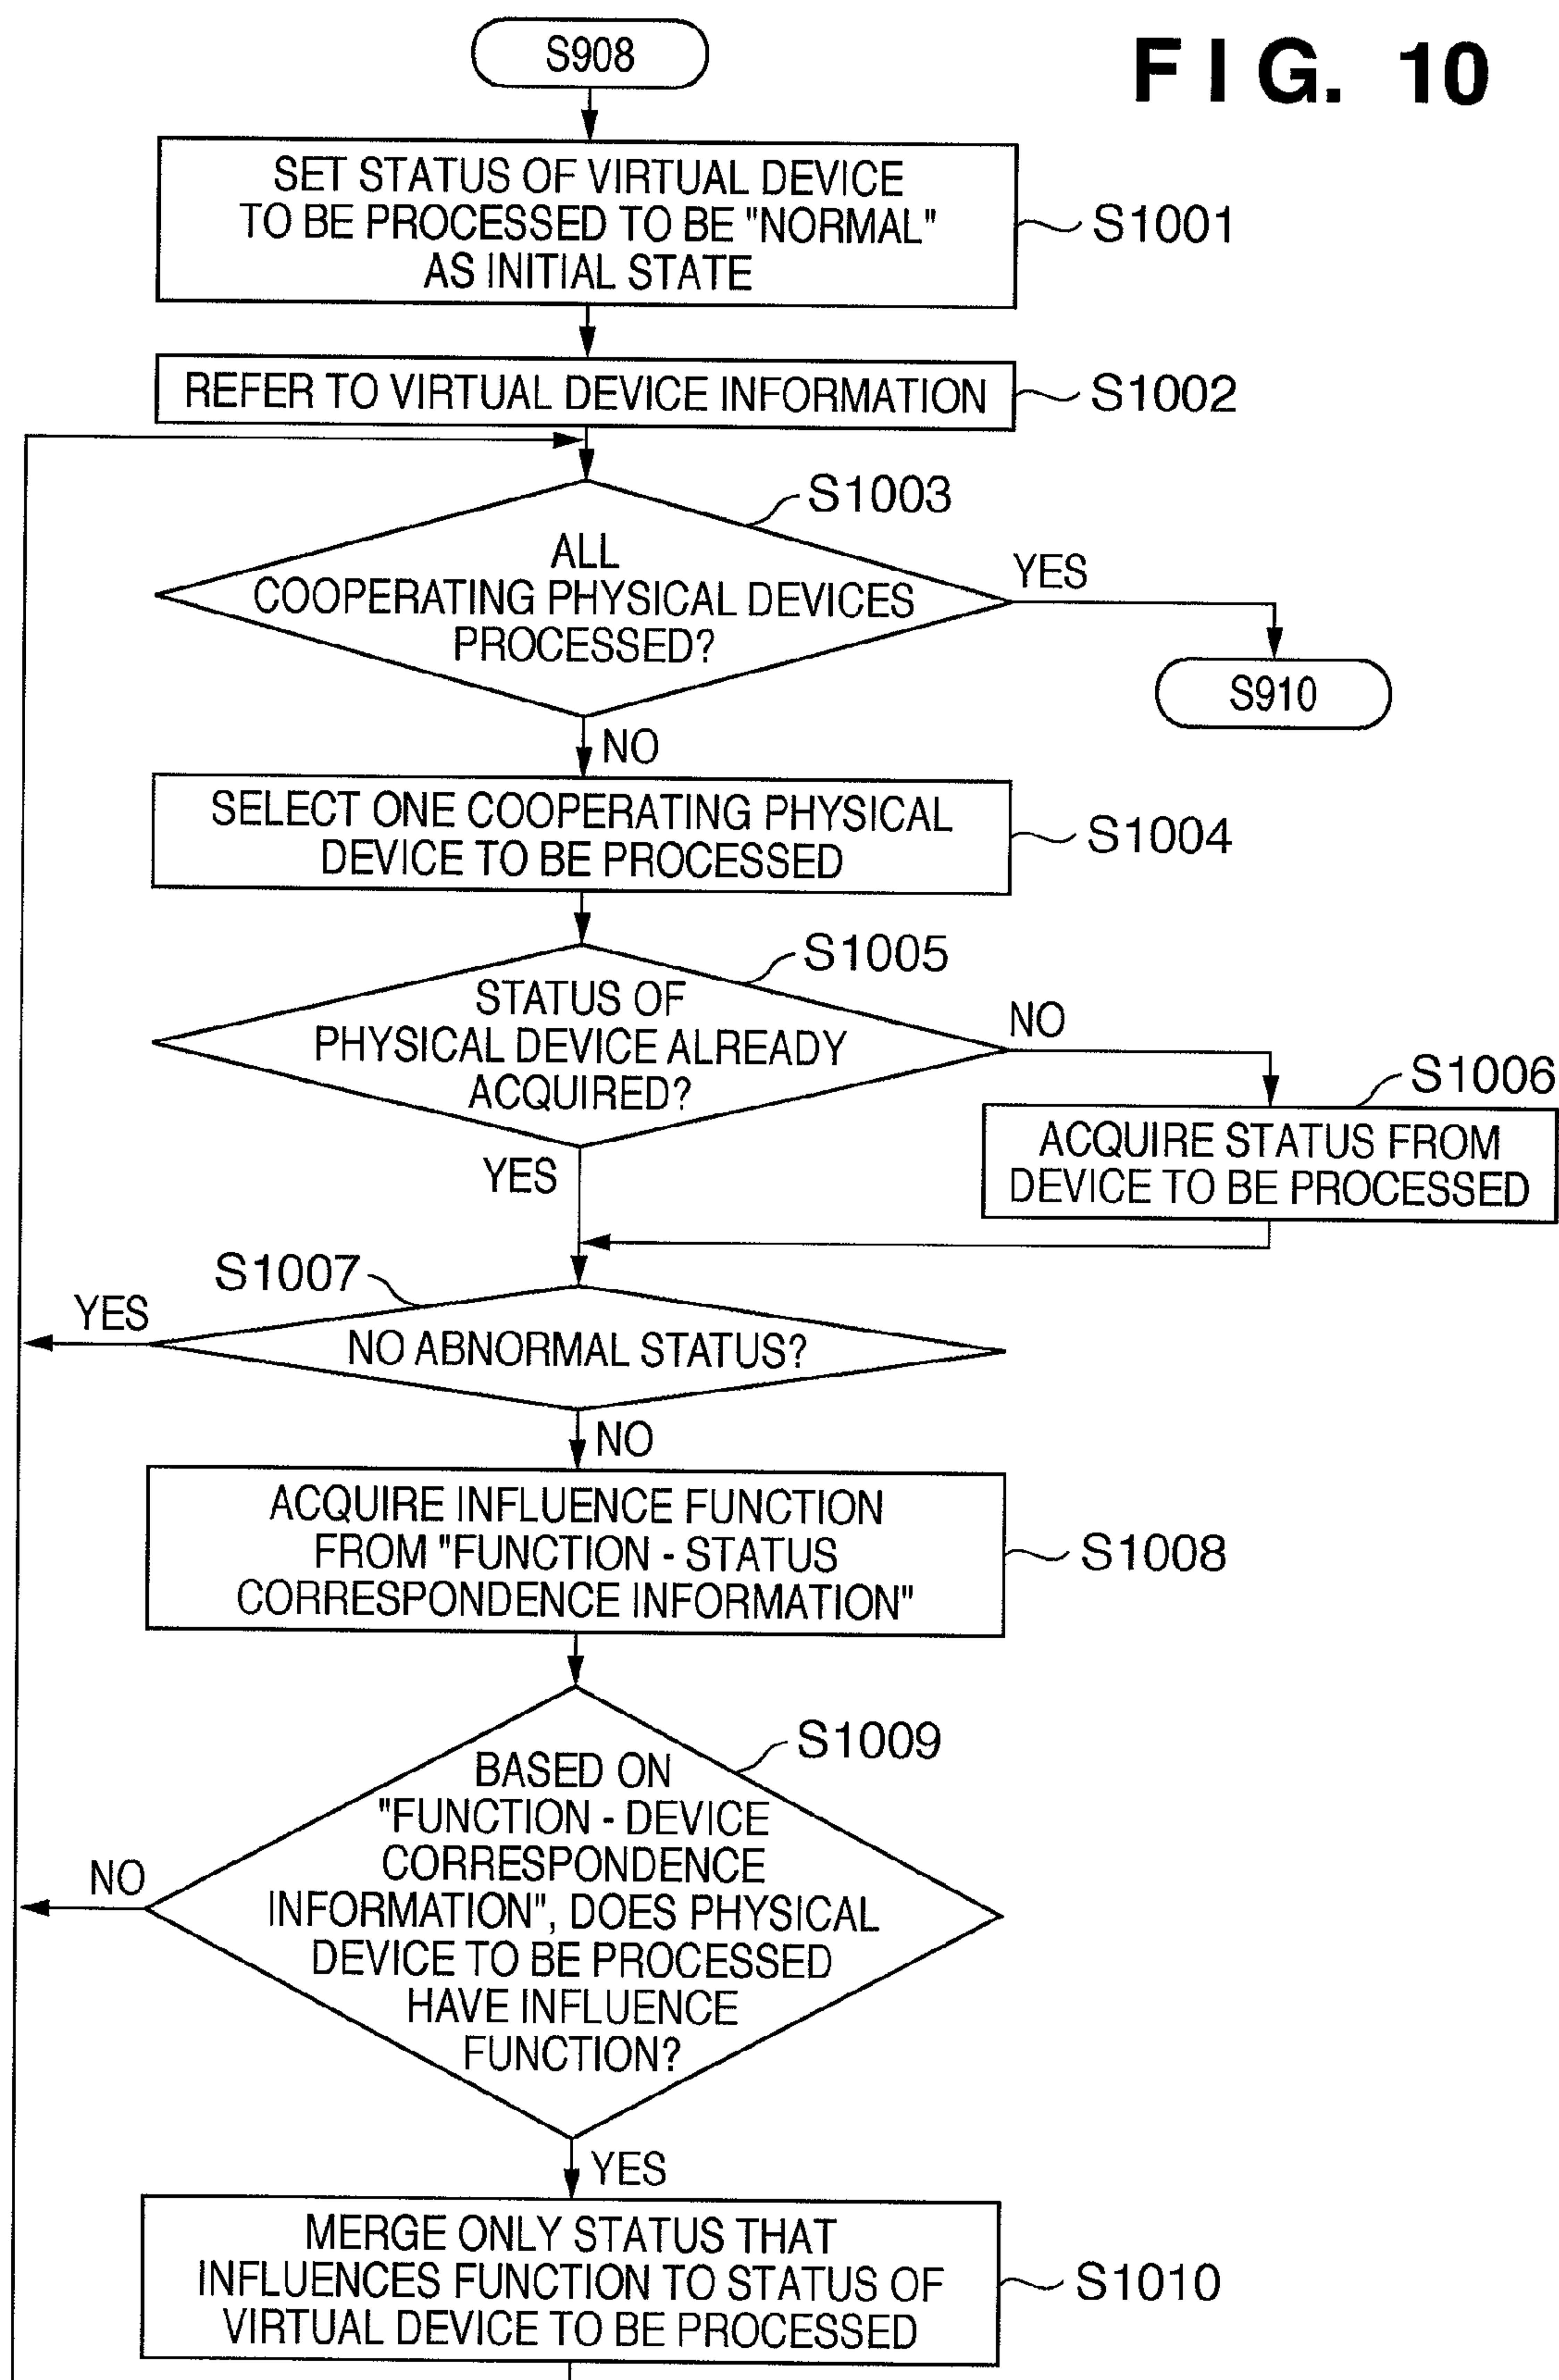 FIG. 10
S908
SET STATUS OF VIRTUAL DEVICE
TO BE PROCESSED TO BE "NORMAL"
AS INITIAL STATE
S1001
REFER TO VIRTUAL DEVICE INFORMATION
S1002
S1003
ALL
COOPERATING PHYSICAL DEVICES
PROCESSED?
YES
S910
NO
SELECT ONE COOPERATING PHYSICAL
DEVICE TO BE PROCESSED
S1004
S1005
STATUS OF
PHYSICAL DEVICE ALREADY
ACQUIRED?
NO
S1006
ACQUIRE STATUS FROM
DEVICE TO BE PROCESSED
YES
S1007
YES
NO ABNORMAL STATUS?
NO
ACQUIRE INFLUENCE FUNCTION
FROM "FUNCTION - STATUS
CORRESPONDENCE INFORMATION"
S1008
S1009
BASED ON
"FUNCTION - DEVICE
CORRESPONDENCE
INFORMATION", DOES PHYSICAL
DEVICE TO BE PROCESSED
HAVE INFLUENCE
FUNCTION?
NO
YES
MERGE ONLY STATUS THAT
INFLUENCES FUNCTION TO STATUS OF
VIRTUAL DEVICE TO BE PROCESSED
S1010